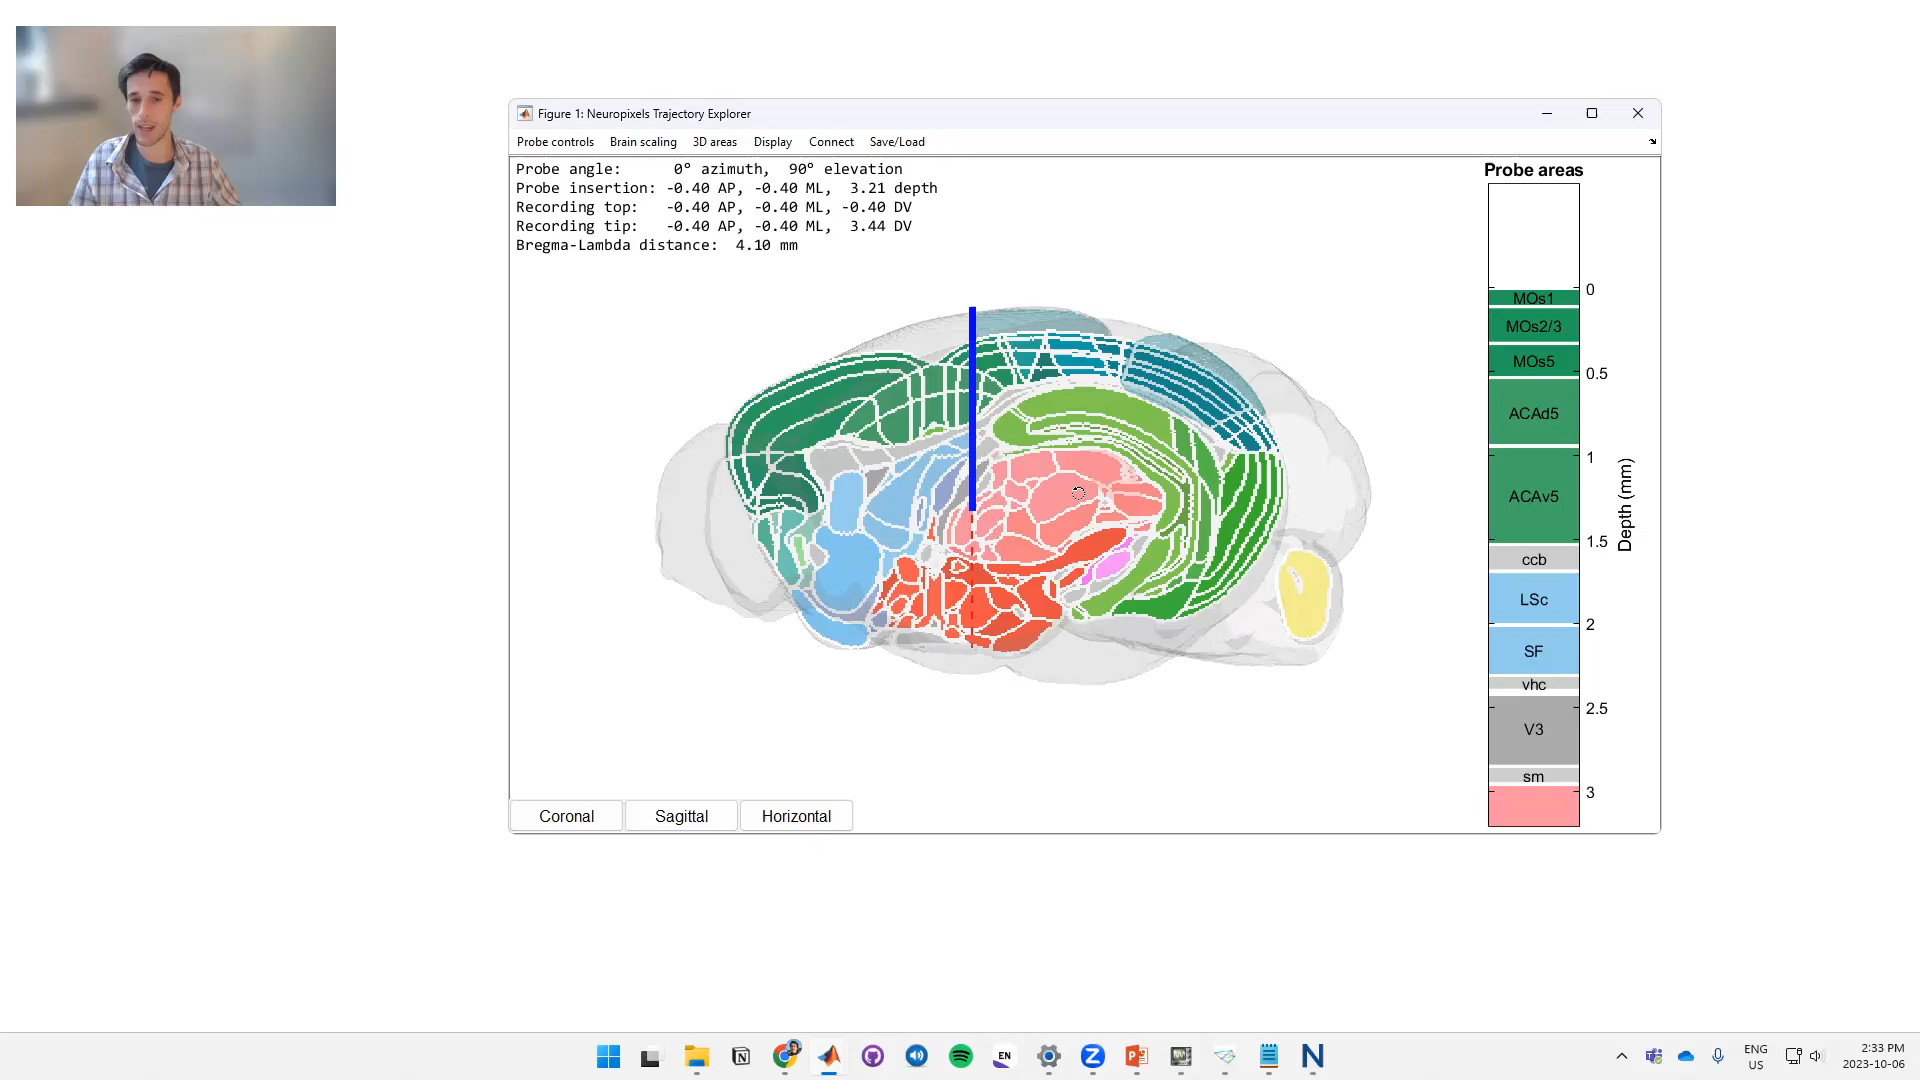 Figure 1: Neuropixels Trajectory Explorer
Probe controls Brain scaling 3D areas Display Connect Save/Load
Probe angle: 0° azimuth, 90° elevation
Probe insertion: -0.40 AP, -0.40 ML, 3.21 depth
Recording top: -0.40 AP, -0.40 ML, -0.40 DV
Recording tip: -0.40 AP, -0.40 ML, 3.44 DV
Bregma-Lambda distance: 4.10 mm
Probe areas
0
MOs1
MOs2/3
MOs5
0.5
ACAd5
1
ACAv5
1.5
ccb
LSc
2
SF
vhc
2.5
V3
sm
3
Depth (mm)
Coronal Sagittal Horizontal
EN
ENG
US
2:33 PM
2023-10-06